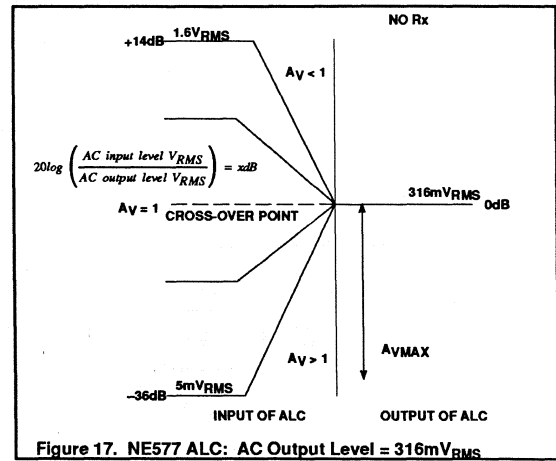 NO Rx
+14dB 1.6VRMS
AV < 1
20log ( AC input level VRMS / AC output level VRMS ) = xdB
316mVRMS
0dB
AV = 1
CROSS-OVER POINT
AVMAX
AV > 1
–36dB 5mVRMS
INPUT OF ALC OUTPUT OF ALC
Figure 17. NE577 ALC: AC Output Level = 316mVRMS